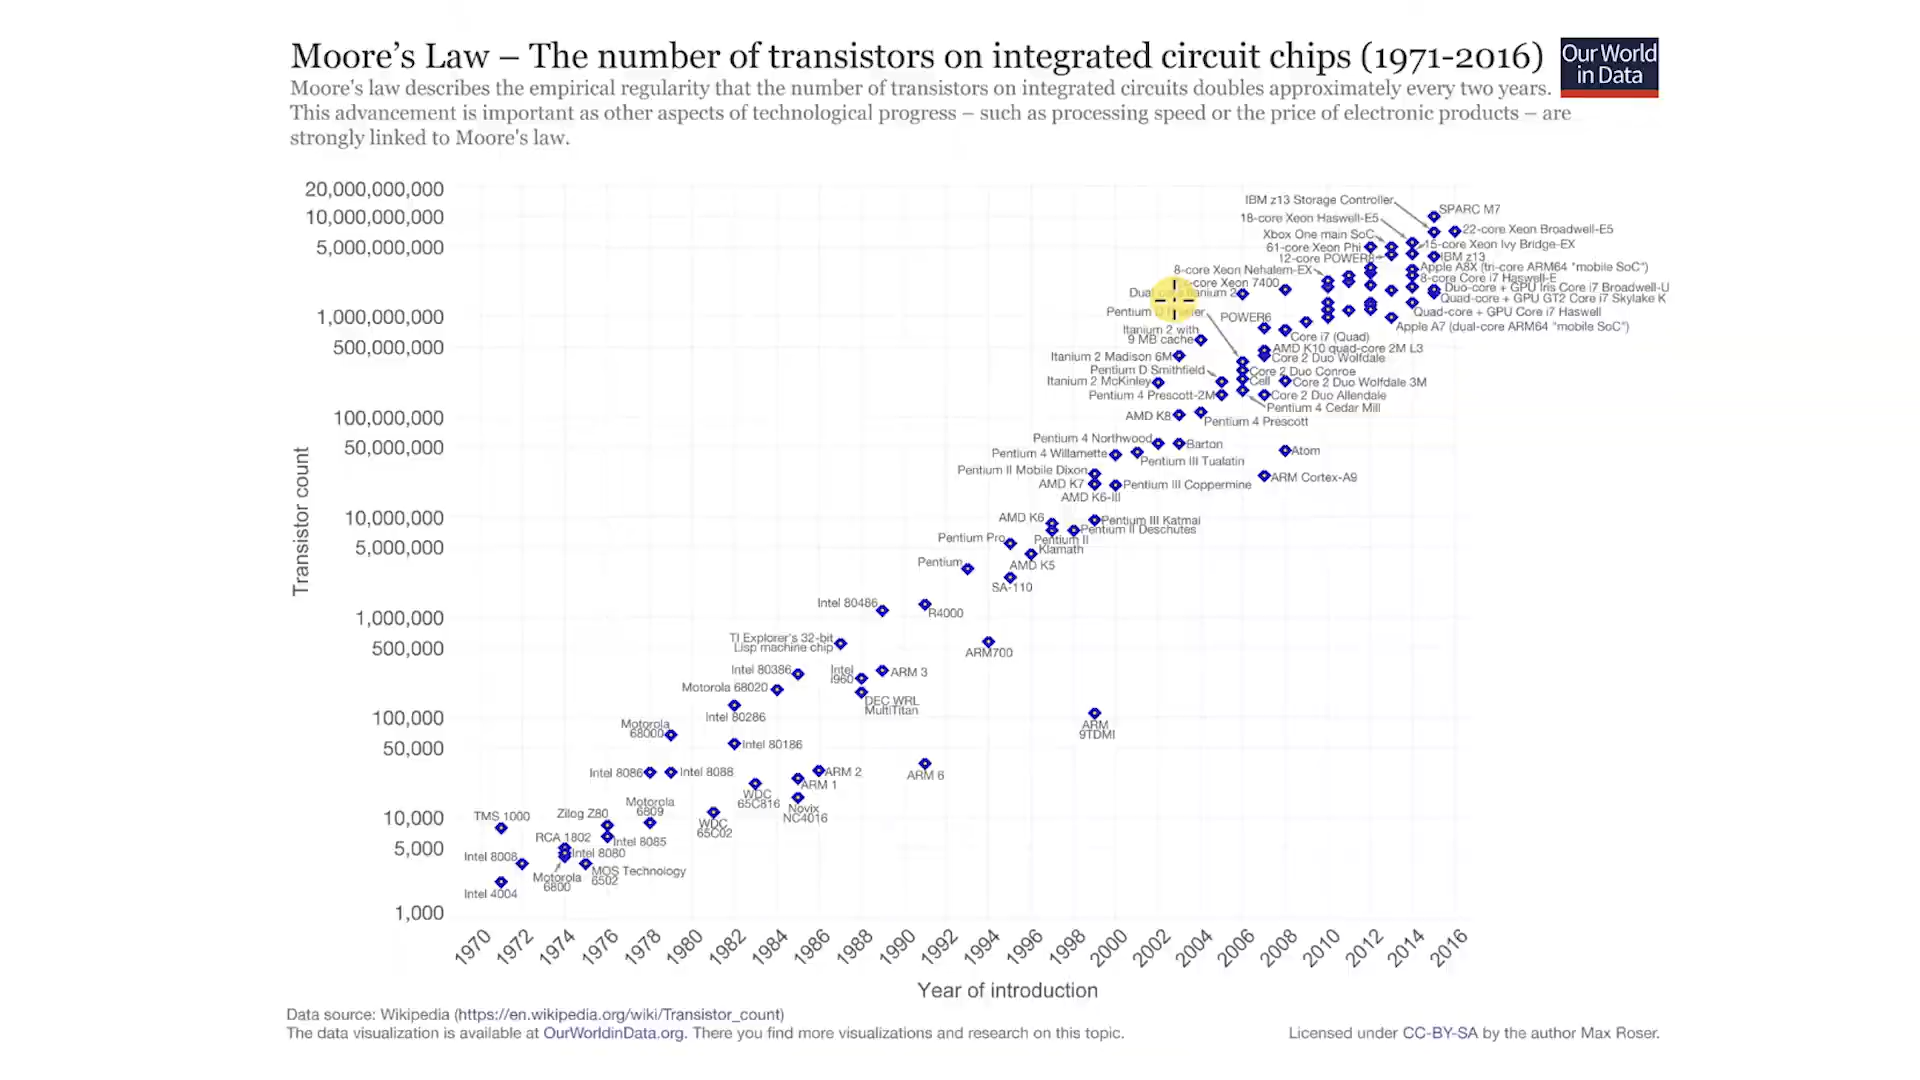 Moore's Law – The number of transistors on integrated circuit chips (1971-2016)
Our World
in Data
Moore's law describes the empirical regularity that the number of transistors on integrated circuits doubles approximately every two years.
This advancement is important as other aspects of technological progress – such as processing speed or the price of electronic products – are
strongly linked to Moore's law.
20,000,000,000
10,000,000,000
5,000,000,000
1,000,000,000
500,000,000
100,000,000
50,000,000
10,000,000
5,000,000
1,000,000
500,000
100,000
50,000
10,000
5,000
1,000
Transistor count
IBM z13 Storage Controller
SPARC M7
18-core Xeon Haswell-E5
22-core Xeon Broadwell-E5
Xbox One main SoC
61-core Xeon Phi
15-core Xeon Ivy Bridge-EX
12-core POWER8
IBM z13
8-core Xeon Nehalem-EX
Apple A8X (tri-core ARM64 "mobile SoC")
Xeon 7400
8-core Core i7 Haswell-E
Duo-core + GPU Iris Core i7 Broadwell-U
Itanium 2
Quad-core + GPU GT2 Core i7 Skylake K
Pentium D
POWER6
Quad-core + GPU Core i7 Haswell
Apple A7 (dual-core ARM64 "mobile SoC")
Itanium 2 with
9 MB cache
Core i7 (Quad)
AMD K10 quad-core 2M L3
Itanium 2 Madison 6M
Core 2 Duo Wolfdale
Pentium D Smithfield
Core 2 Duo Conroe
Itanium 2 McKinley
Cell
Core 2 Duo Wolfdale 3M
Pentium 4 Prescott-2M
Core 2 Duo Allendale
Pentium 4 Cedar Mill
AMD K8
Pentium 4 Prescott
Pentium 4 Northwood
Barton
Pentium 4 Willamette
Pentium III Tualatin
Atom
Pentium II Mobile Dixon
ARM Cortex-A9
AMD K7
Pentium III Coppermine
AMD K6-III
AMD K6
Pentium III Katmai
Pentium II Deschutes
Pentium Pro
Pentium II
Klamath
Pentium
AMD K5
SA-110
Intel 80486
R4000
TI Explorer's 32-bit
Lisp machine chip
ARM700
Intel 80386
Intel
i960
ARM 3
Motorola 68020
DEC WRL
MultiTitan
Intel 80286
Motorola
68000
ARM
9TDMI
Intel 80186
Intel 8086
Intel 8088
ARM 2
ARM 6
ARM 1
WDC
65C816
Novix
NC4016
Motorola
6809
WDC
65C02
TMS 1000
Zilog Z80
RCA 1802
Intel 8085
Intel 8008
Intel 8080
Motorola
6800
MOS Technology
6502
Intel 4004
1970
1972
1974
1976
1978
1980
1982
1984
1986
1988
1990
1992
1994
1996
1998
2000
2002
2004
2006
2008
2010
2012
2014
2016
Year of introduction
Data source: Wikipedia (https://en.wikipedia.org/wiki/Transistor_count)
The data visualization is available at OurWorldinData.org. There you find more visualizations and research on this topic.
Licensed under CC-BY-SA by the author Max Roser.